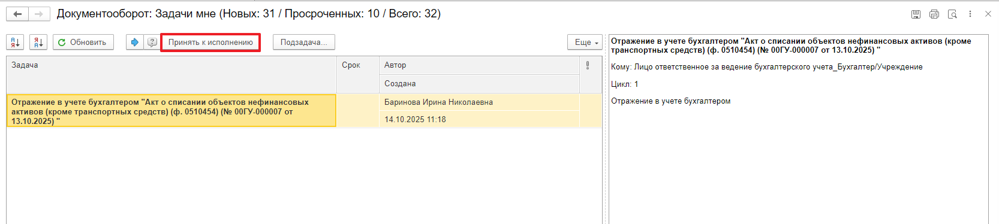 Документооборот: Задачи мне (Новых: 31 / Просроченных: 10 / Всего: 32)
А Я
Я А
Обновить
?
Принять к исполнению
Подзадача...
Еще
Задача
Срок
Автор
Создана
Отражение в учете бухгалтером "Акт о списании объектов нефинансовых
активов (кроме транспортных средств) (ф. 0510454) (№ 00ГУ-000007 от
13.10.2025) "
Баринова Ирина Николаевна
14.10.2025 11:18
Отражение в учете бухгалтером "Акт о списании объектов нефинансовых активов (кроме
транспортных средств) (ф. 0510454) (№ 00ГУ-000007 от 13.10.2025) "
Кому: Лицо ответственное за ведение бухгалтерского учета_Бухгалтер/Учреждение
Цикл: 1
Отражение в учете бухгалтером